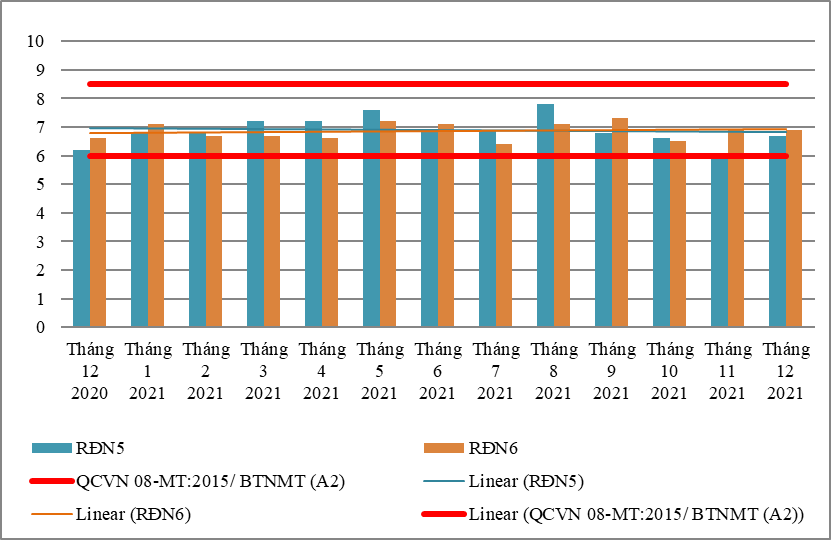 10
9
8
7
6
5
4
3
2
1
0
Tháng 12 2020
Tháng 1 2021
Tháng 2 2021
Tháng 3 2021
Tháng 4 2021
Tháng 5 2021
Tháng 6 2021
Tháng 7 2021
Tháng 8 2021
Tháng 9 2021
Tháng 10 2021
Tháng 11 2021
Tháng 12 2021
RĐN5
RĐN6
QCVN 08-MT:2015/ BTNMT (A2)
Linear (RĐN5)
Linear (RĐN6)
Linear (QCVN 08-MT:2015/ BTNMT (A2))